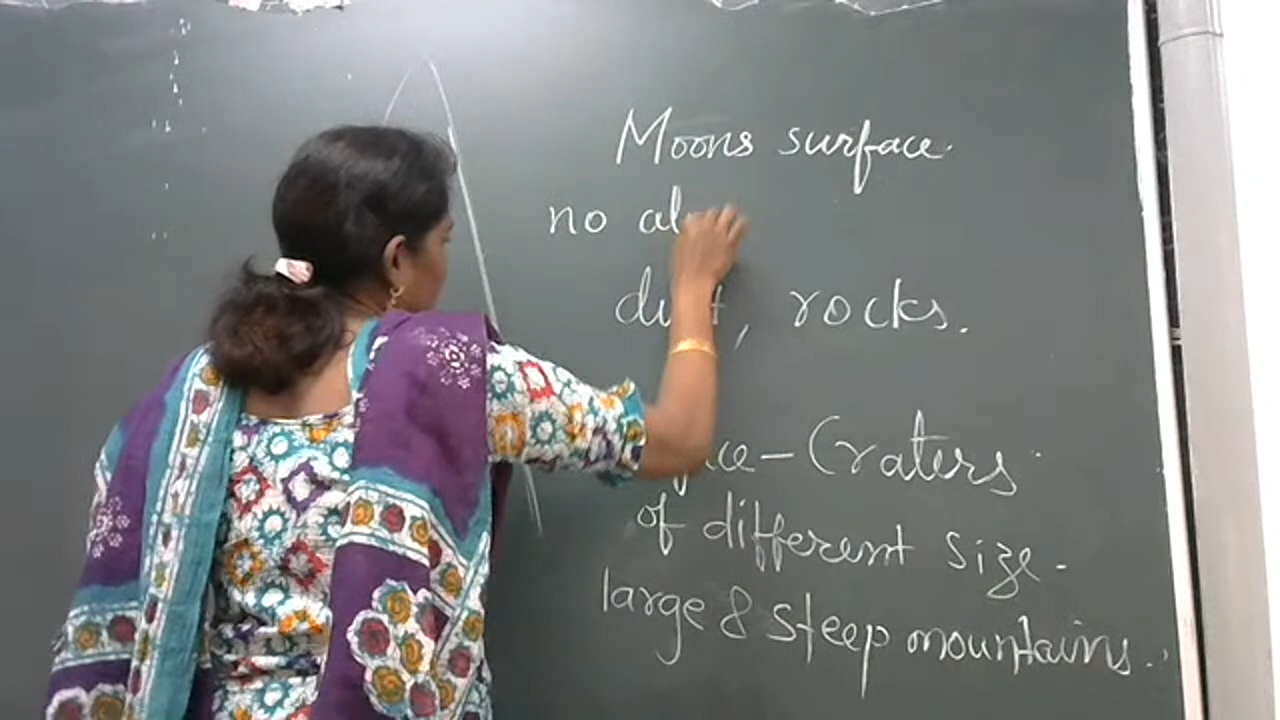 Moons surface.
no
rocks.
- Craters
of different size.
large & steep mountains.